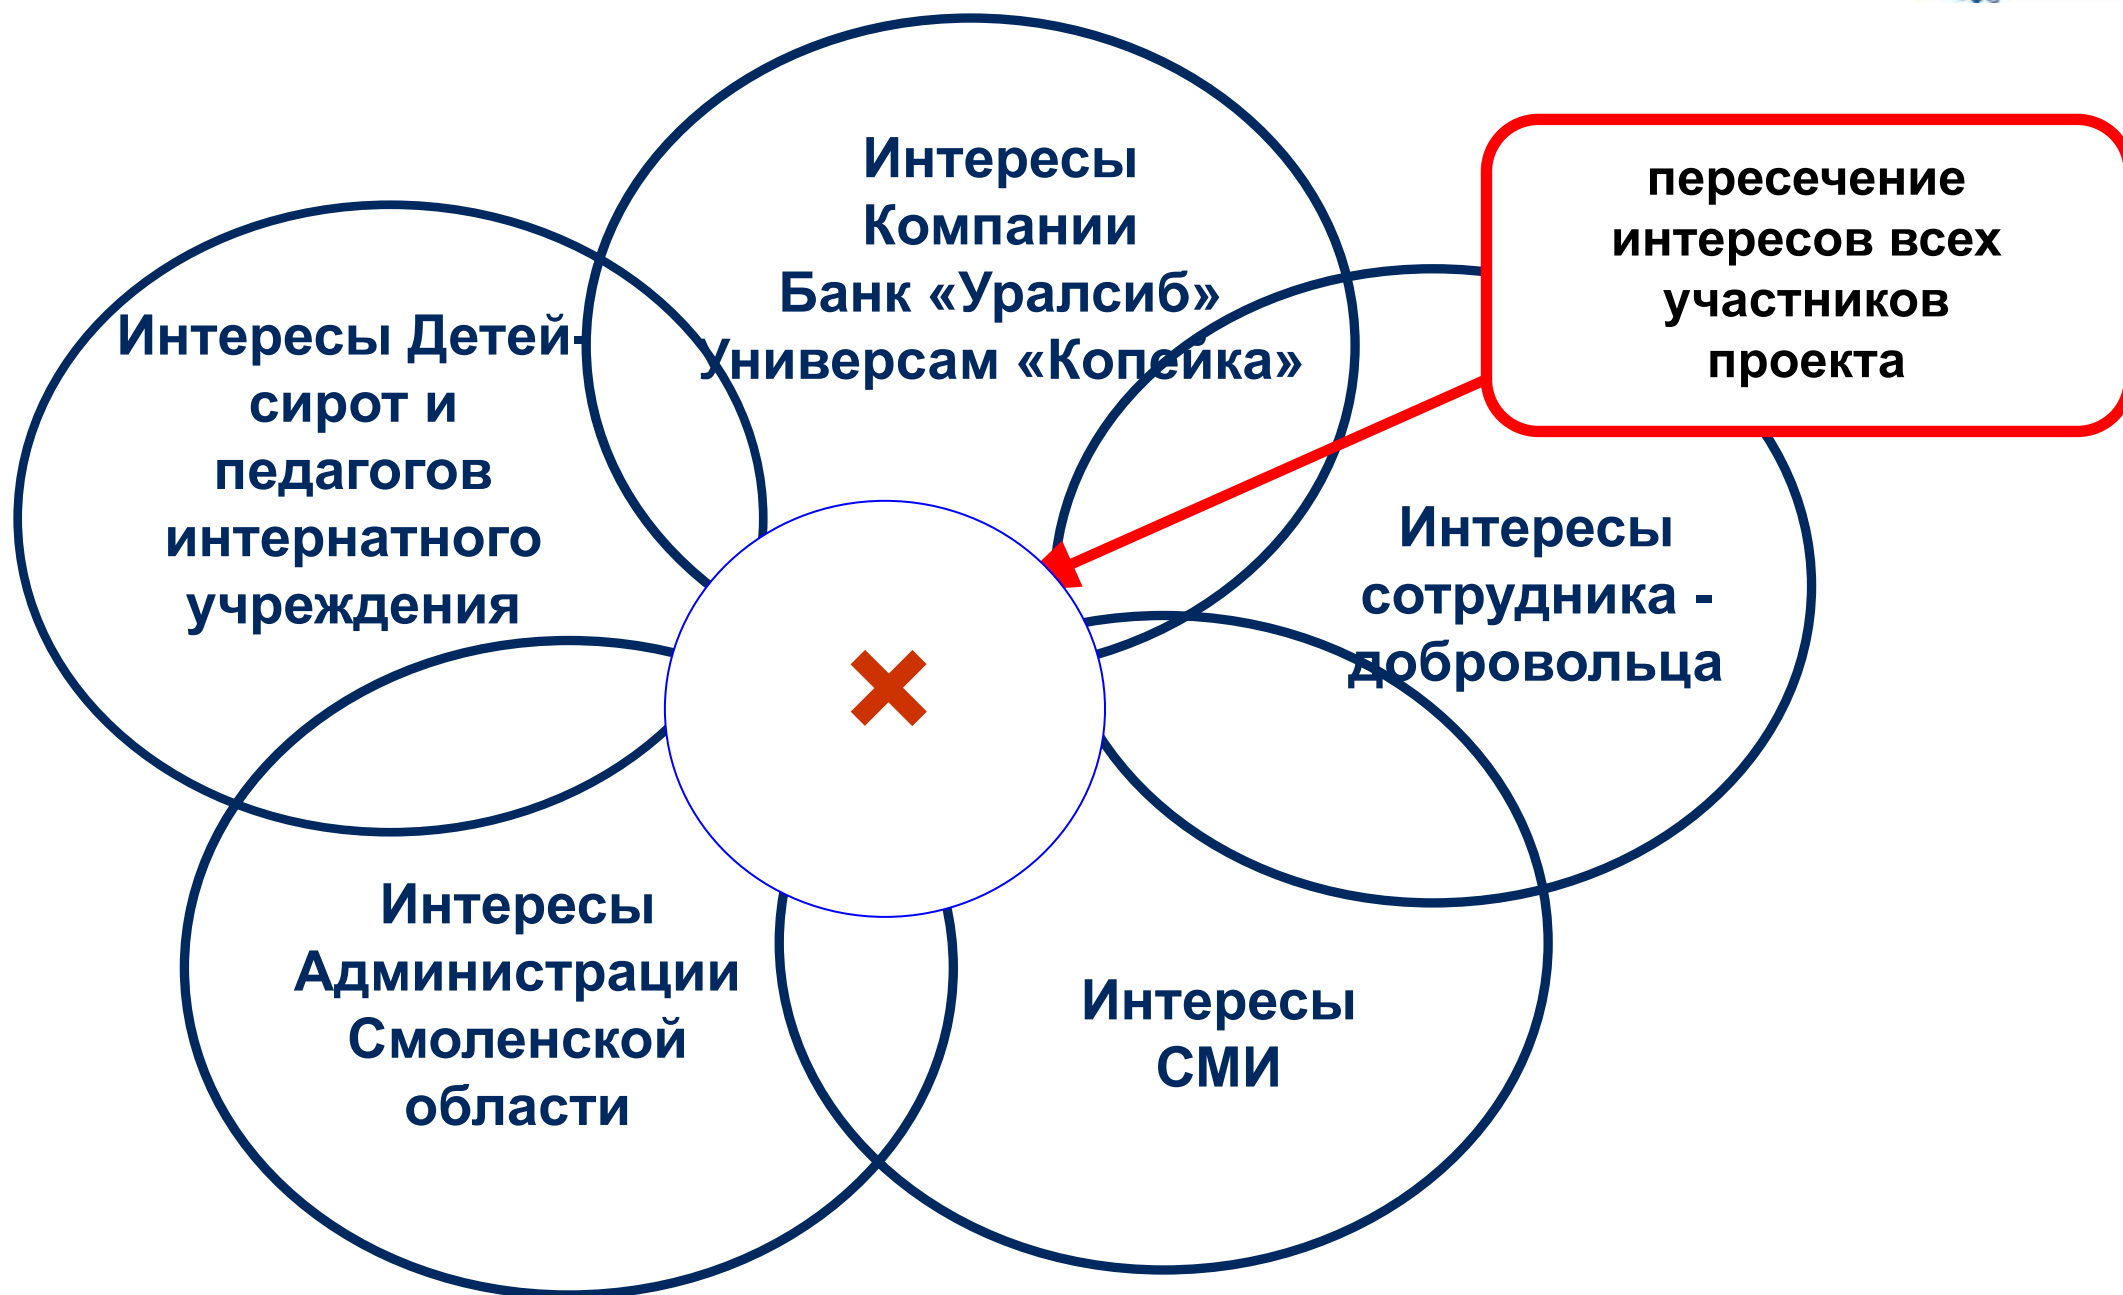 Интересы
Компании
Банк «Уралсиб»
Универсам «Копейка»
пересечение
интересов всех
участников
проекта
Интересы Детей-
сирот и
педагогов
интернатного
учреждения
Интересы
сотрудника -
добровольца
Интересы
Администрации
Смоленской
области
Интересы
СМИ